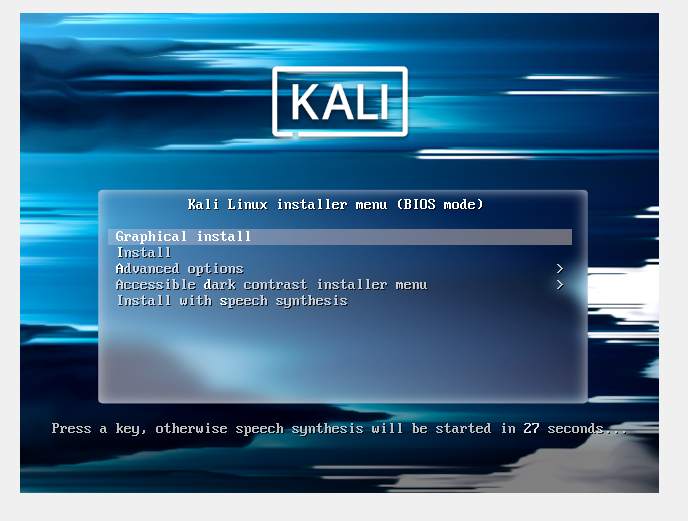 KALI
Kali Linux installer menu (BIOS mode)
Graphical install
Install
Advanced options >
Accessible dark contrast installer menu >
Install with speech synthesis
Press a key, otherwise speech synthesis will be started in 27 seconds...